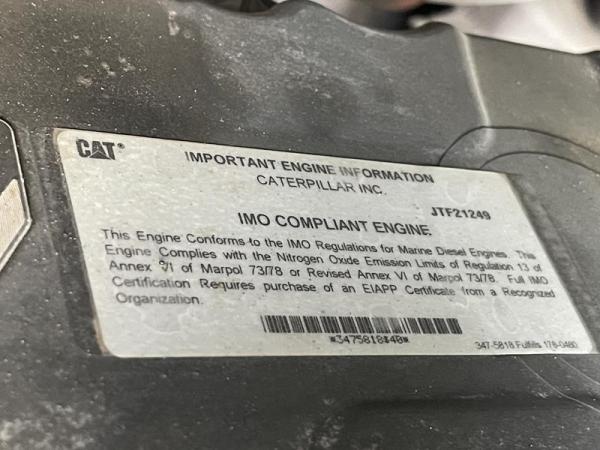 CAT®
IMPORTANT ENGINE INFORMATION
CATERPILLAR INC.
JTF21249
IMO COMPLIANT ENGINE
This Engine Conforms to the IMO Regulations for Marine Diesel Engines. This
Engine Complies with the Nitrogen Oxide Emission Limits of Regulation 13 of
Annex VI of Marpol 73/78 or Revised Annex VI of Marpol 73/78. Full IMO
Certification Requires purchase of an EIAPP Certificate from a Recognized
Organization.
347-5818 Fulfills 178-0480